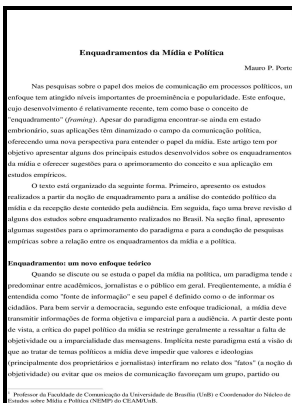 Enquadramentos da Mídia e Política
Mauro P. Porto
Nas pesquisas sobre o papel dos meios de comunicação em processos políticos, um
enfoque tem atingido níveis importantes de proeminência e popularidade. Este enfoque,
cujo desenvolvimento é relativamente recente, tem como base o conceito de
"enquadramento" (framing). Apesar do paradigma encontrar-se ainda em estado
embrionário, suas aplicações têm dinamizado o campo da comunicação política,
oferecendo uma nova perspectiva para entender o papel da mídia. Este artigo tem por
objetivo apresentar alguns dos principais estudos desenvolvidos sobre os enquadramentos
da mídia e oferecer sugestões para o aprimoramento do conceito e sua aplicação em
estudos empíricos.
O texto está organizado da seguinte forma. Primeiro, apresento os estudos
realizados a partir da noção de enquadramento para a análise do conteúdo político da
mídia e da recepção deste conteúdo pela audiência. Em seguida, faço uma breve revisão de
alguns dos estudos sobre enquadramento realizados no Brasil. Na seção final, apresento
algumas sugestões para o aprimoramento do paradigma e para a condução de pesquisas
empíricas sobre a relação entre os enquadramentos da mídia e a política.
Enquadramento: um novo enfoque teórico
Quando se discute ou se estuda o papel da mídia na política, um paradigma tende a
predominar entre acadêmicos, jornalistas e o público em geral. Freqüentemente, a mídia é
entendida como "fonte de informação" e seu papel é definido como o de informar os
cidadãos. Para bem servir a democracia, segundo este enfoque tradicional, a mídia deve
transmitir informações de forma objetiva e imparcial para a audiência. A partir deste ponto
de vista, a crítica do papel político da mídia se restringe geralmente a ressaltar a falta de
objetividade ou a imparcialidade das mensagens. Implícita neste paradigma está a visão de
que ao tratar de temas políticos a mídia deve impedir que valores e ideologias
(principalmente dos proprietários e jornalistas) interfiram no relato dos "fatos" (a noção de
objetividade) ou evitar que os meios de comunicação favoreçam um grupo, partido ou
Professor da Faculdade de Comunicação da Universidade de Brasília (UnB) e Coordenador do Núcleo de
Estudos sobre Mídia e Política (NEMP) do CEAM/UnB.